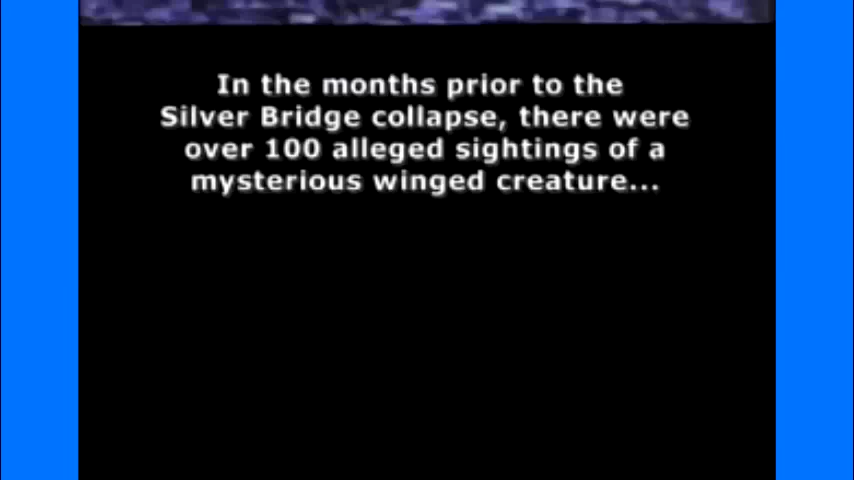 In the months prior to the
Silver Bridge collapse, there were
over 100 alleged sightings of a
mysterious winged creature...